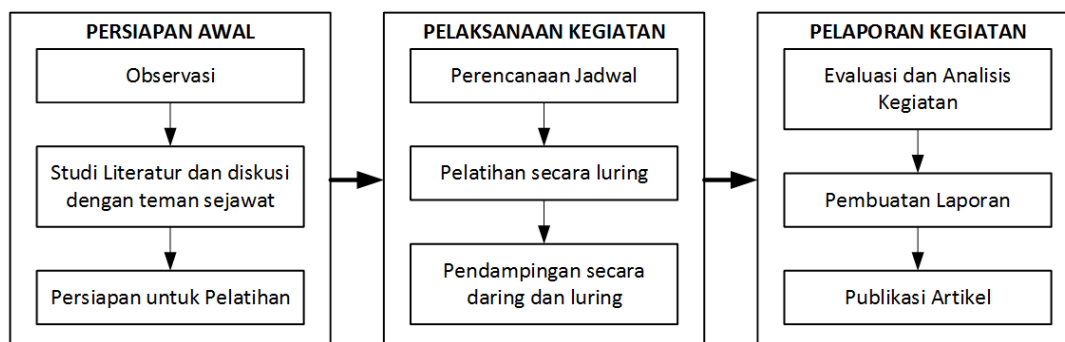 PERSIAPAN AWAL
Observasi
Studi Literatur dan diskusi
dengan teman sejawat
Persiapan untuk Pelatihan
PELAKSANAAN KEGIATAN
Perencanaan Jadwal
Pelatihan secara luring
Pendampingan secara
daring dan luring
PELAPORAN KEGIATAN
Evaluasi dan Analisis
Kegiatan
Pembuatan Laporan
Publikasi Artikel